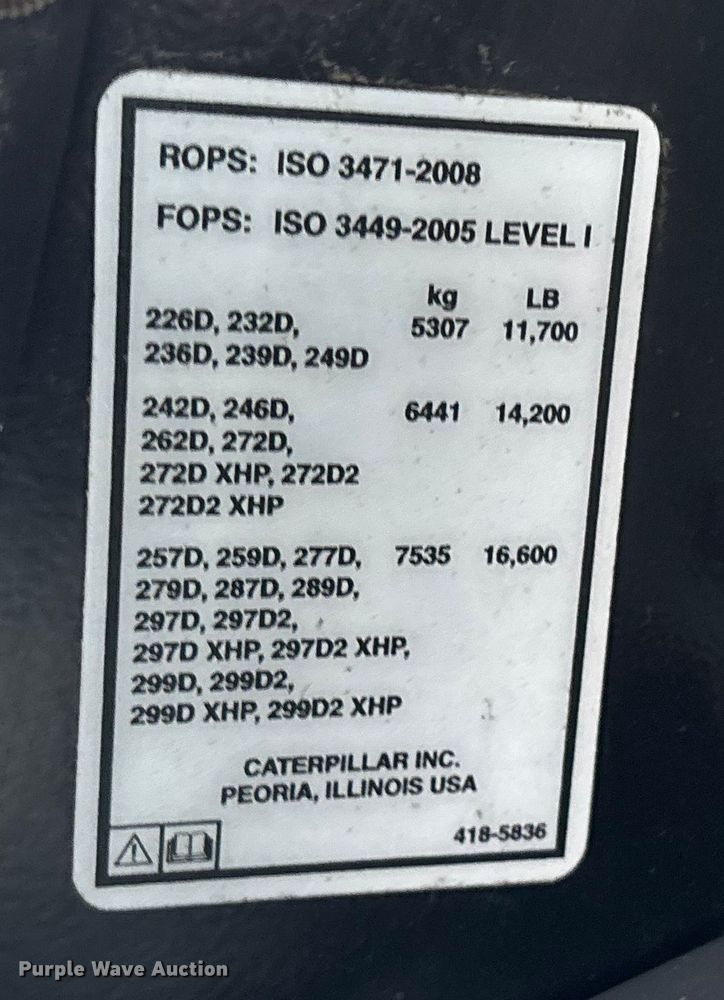 ROPS: ISO 3471-2008
FOPS: ISO 3449-2005 LEVEL I
kg LB
226D, 232D, 5307 11,700
236D, 239D, 249D
242D, 246D, 6441 14,200
262D, 272D,
272D XHP, 272D2
272D2 XHP
257D, 259D, 277D, 7535 16,600
279D, 287D, 289D,
297D, 297D2,
297D XHP, 297D2 XHP,
299D, 299D2,
299D XHP, 299D2 XHP
CATERPILLAR INC.
PEORIA, ILLINOIS USA
418-5836
Purple Wave Auction